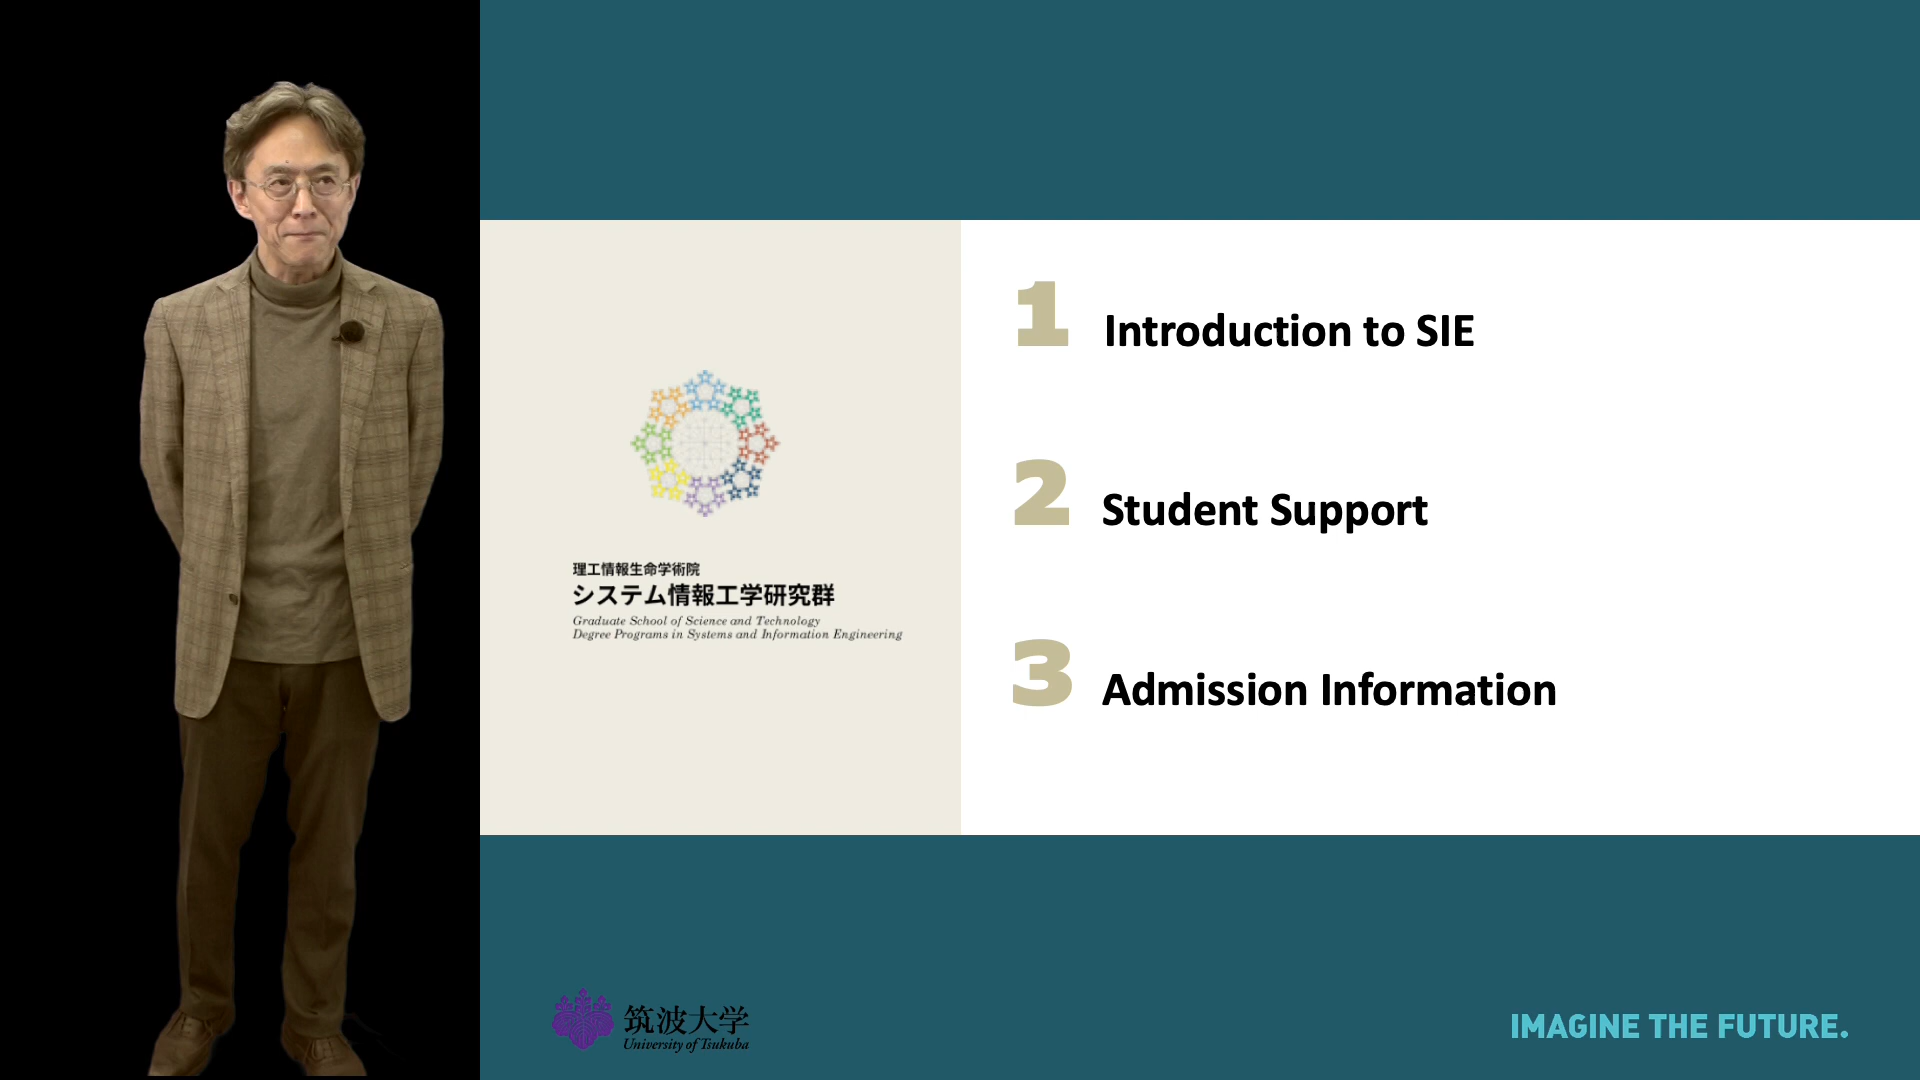 1 Introduction to SIE
2 Student Support
3 Admission Information
理工情報生命学術院
システム情報工学研究群
Graduate School of Science and Technology
Degree Programs in Systems and Information Engineering
筑波大学
University of Tsukuba
IMAGINE THE FUTURE.